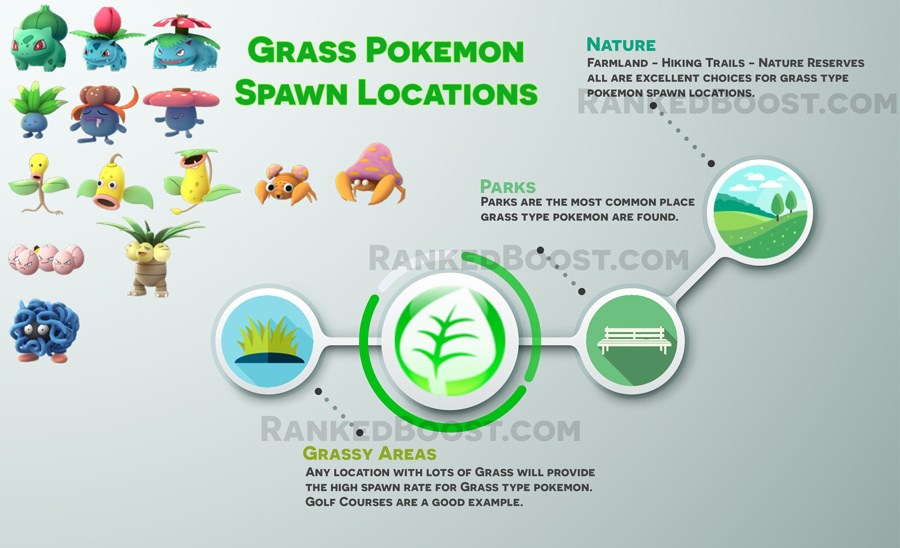 Grass Pokemon
Spawn Locations
Nature
Farmland - Hiking Trails - Nature Reserves
all are excellent choices for grass type
pokemon spawn locations.
RankedBoost.com
Parks
Parks are the most common place
grass type pokemon are found.
RankedBoost.com
RankedBoost.com
Grassy Areas
Any location with lots of Grass will provide
the high spawn rate for Grass type pokemon.
Golf Courses are a good example.